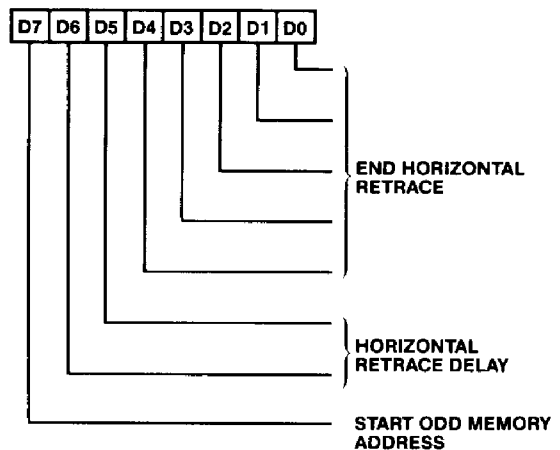 D7 D6 D5 D4 D3 D2 D1 D0
END HORIZONTAL
RETRACE
HORIZONTAL
RETRACE DELAY
START ODD MEMORY
ADDRESS